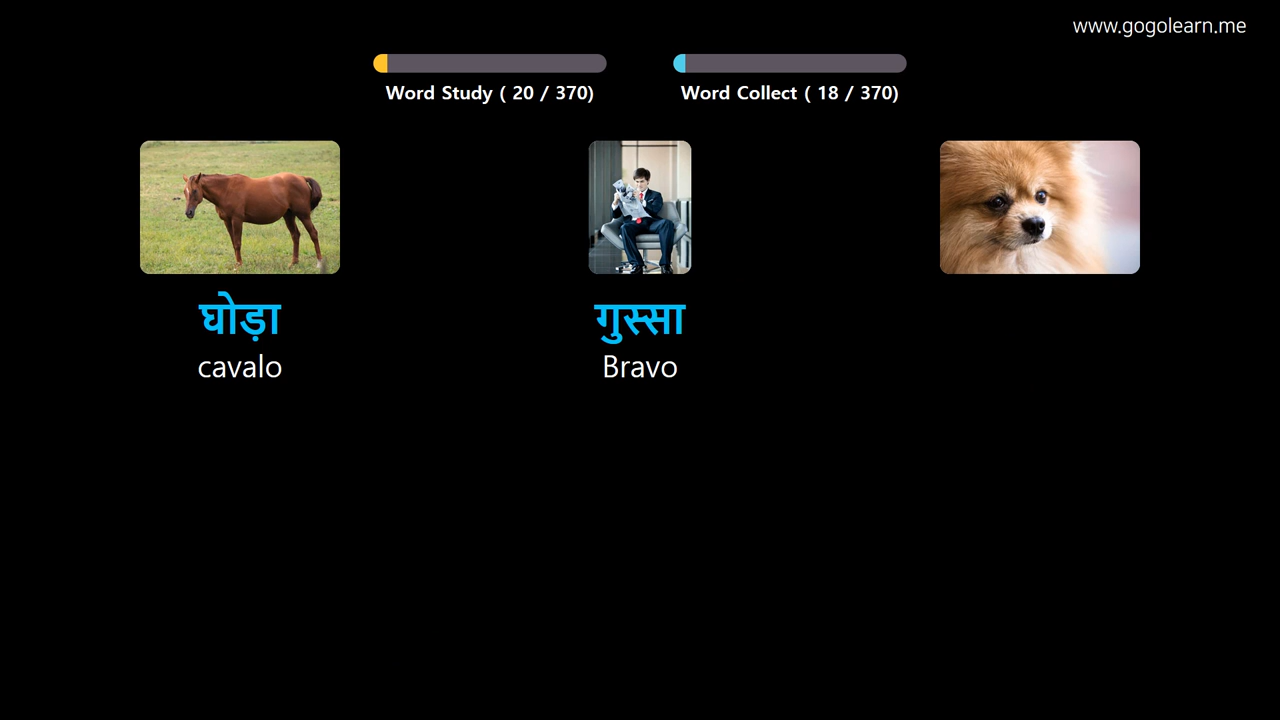 www.gogolearn.me
Word Study ( 20 / 370)
Word Collect ( 18 / 370)
घोड़ा
cavalo
गुस्सा
Bravo